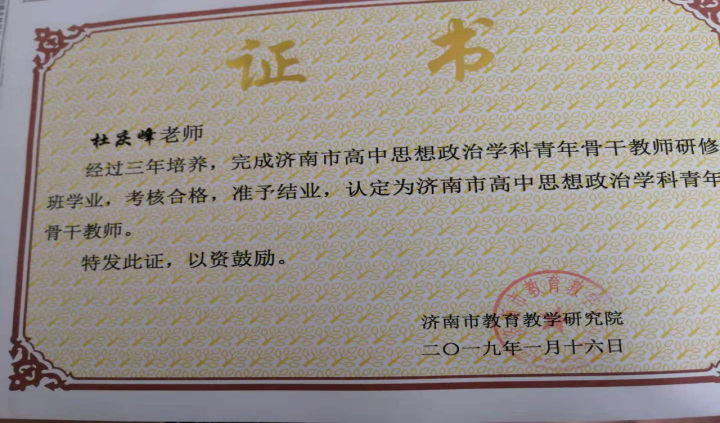 证 书
杜庆峰老师
经过三年培养，完成济南市高中思想政治学科青年骨干教师研修
班学业，考核合格，准予结业，认定为济南市高中思想政治学科青年
骨干教师。
特发此证，以资鼓励。
济南市教育教学研究院
二〇一九年一月十六日